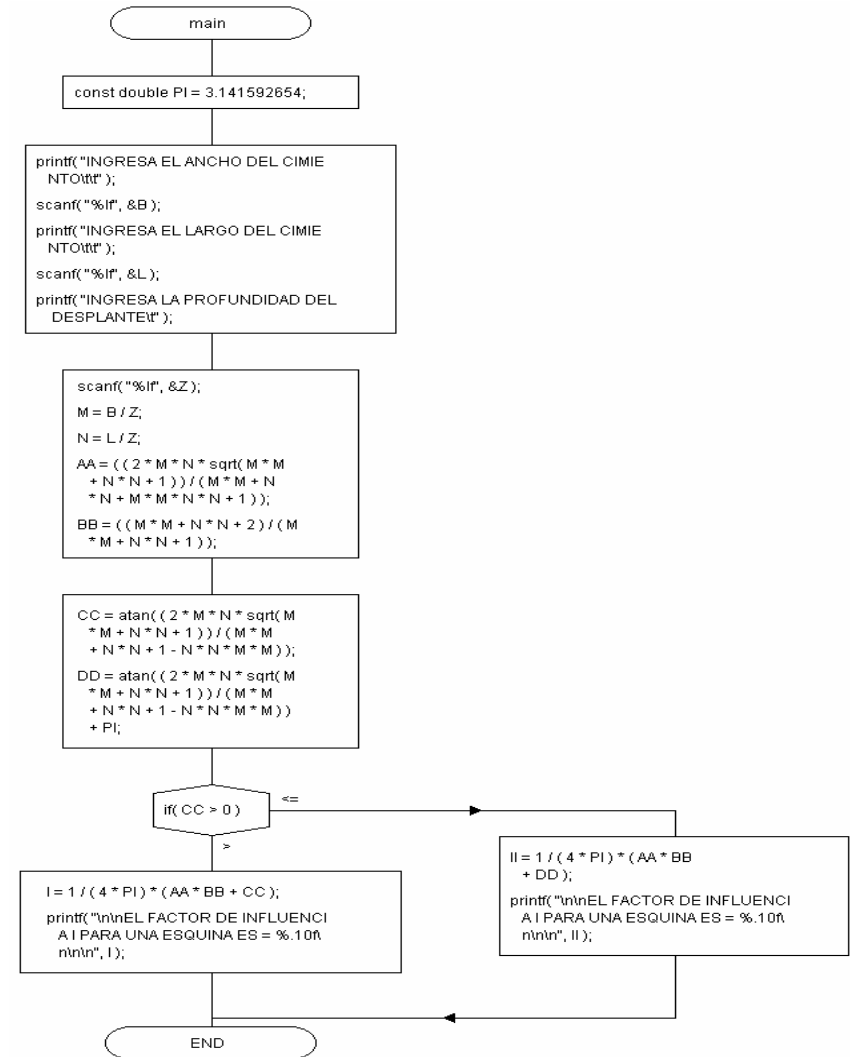 main
const double PI = 3.141592654;
printf("INGRESA EL ANCHO DEL CIMIE
NTO\t\t" );
scanf( "%lf", &B );
printf("INGRESA EL LARGO DEL CIMIE
NTO\t\t" );
scanf( "%lf", &L );
printf("INGRESA LA PROFUNDIDAD DEL
DESPLANTE\t" );
scanf( "%lf", &Z );
M = B / Z;
N = L / Z;
AA = ( ( 2 * M * N * sqrt( M * M
+ N * N + 1 ) ) / ( M * M + N
* N + M * M * N * N + 1 ) );
BB = ( ( M * M + N * N + 2 ) / ( M
* M + N * N + 1 ) );
CC = atan( ( 2 * M * N * sqrt( M
* M + N * N + 1 ) ) / ( M * M
+ N * N + 1 - N * N * M * M ) );
DD = atan( ( 2 * M * N * sqrt( M
* M + N * N + 1 ) ) / ( M * M
+ N * N + 1 - N * N * M * M ) )
+ PI;
if( CC > 0 )
<=
>
I = 1 / ( 4 * PI ) * ( AA * BB + CC );
printf( "\n\nEL FACTOR DE INFLUENCI
A I PARA UNA ESQUINA ES = %.10f\
n\n\n", I );
II = 1 / ( 4 * PI ) * ( AA * BB
+ DD );
printf( "\n\nEL FACTOR DE INFLUENCI
A I PARA UNA ESQUINA ES = %.10f\
n\n\n", II );
END